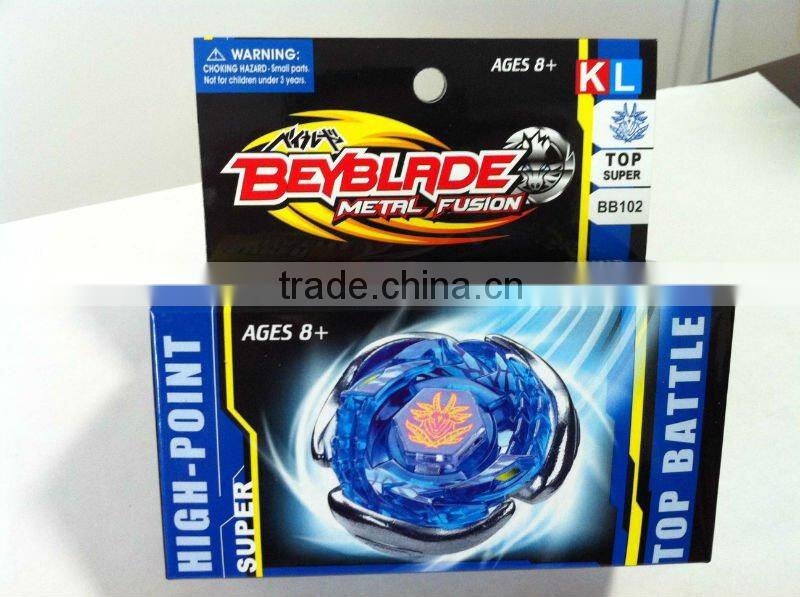 WARNING:
CHOKING HAZARD - Small parts.
Not for children under 3 years.
AGES 8+
KL
ベイブレード
BEYBLADE
METAL FUSION
TOP
SUPER
BB102
trade.china.cn
AGES 8+
HIGH-POINT
SUPER
TOP BATTLE